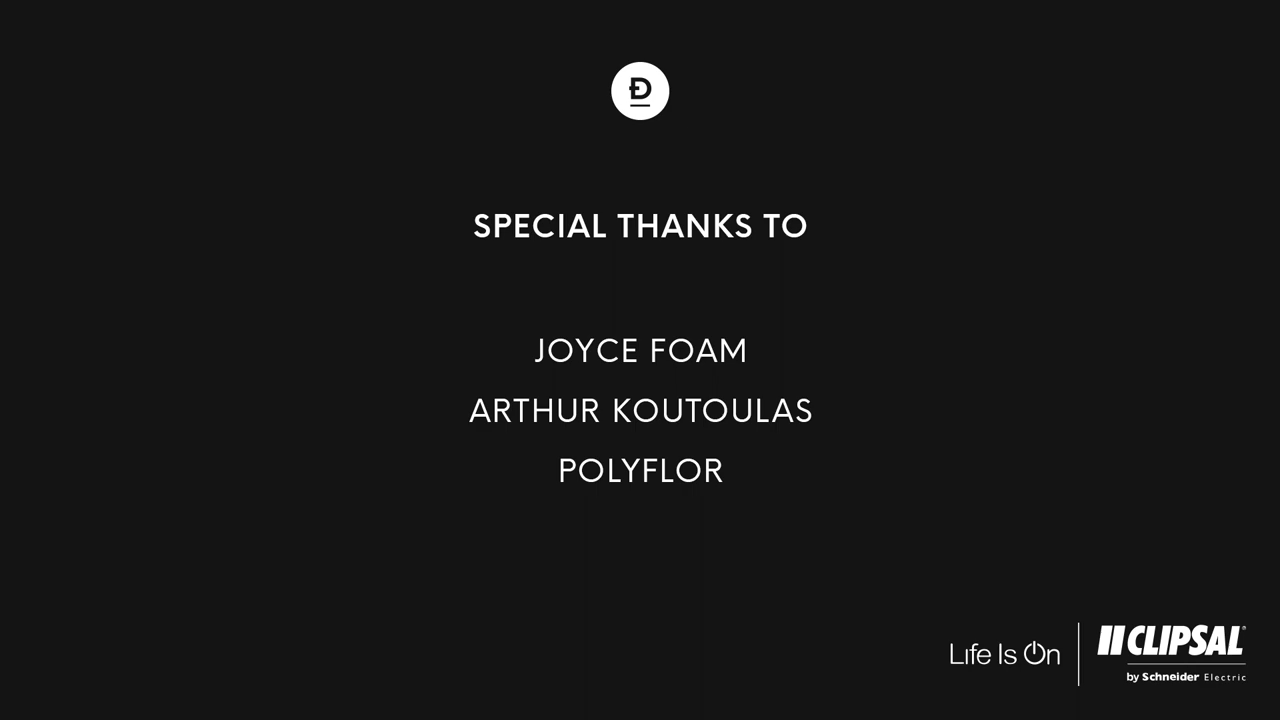 Đ
SPECIAL THANKS TO
JOYCE FOAM
ARTHUR KOUTOULAS
POLYFLOR
Life Is On
CLIPSAL®
by Schneider Electric